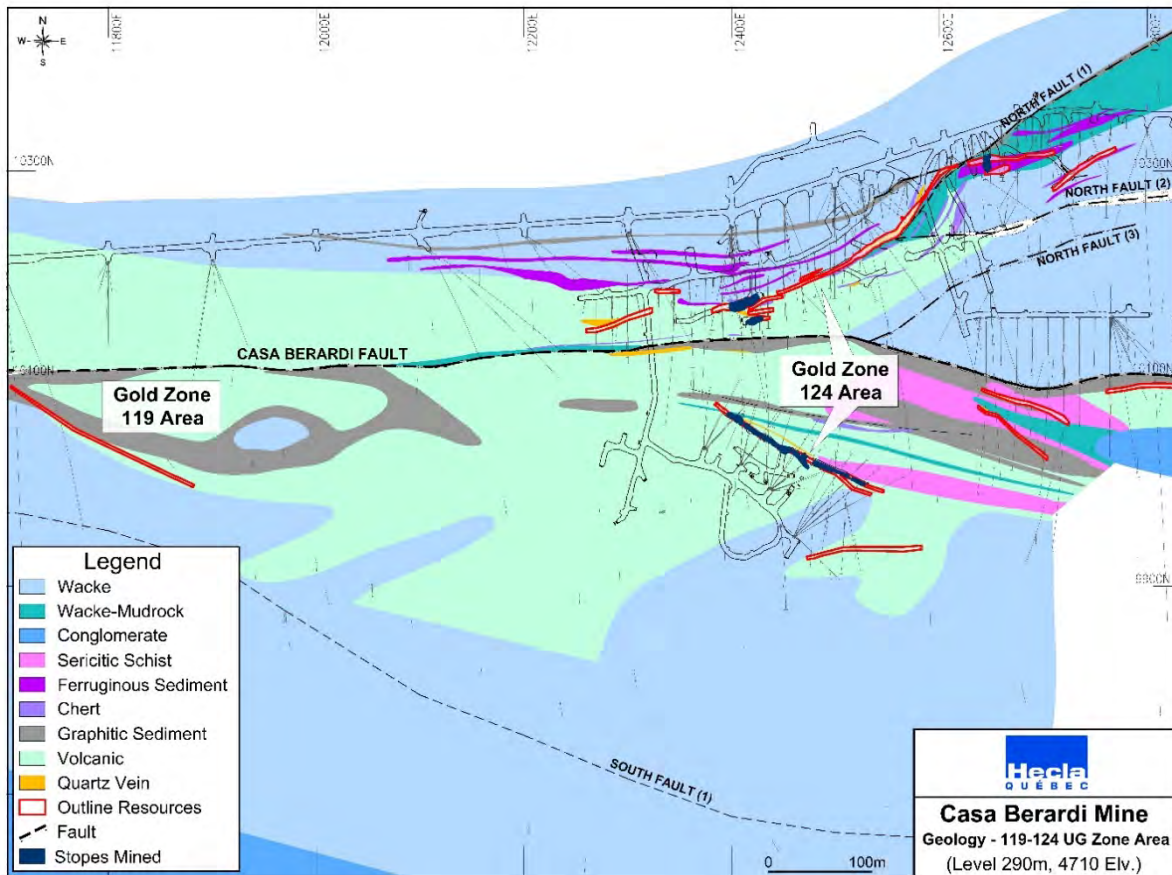 N
W
E
S
11800E
12000E
12200E
12400E
12600E
12800E
NORTH FAULT (1)
10300N
10300N
NORTH FAULT (2)
NORTH FAULT (3)
CASA BERARDI FAULT
Gold Zone
119 Area
Gold Zone
124 Area
SOUTH FAULT (1)
Legend
Wacke
Wacke-Mudrock
Conglomerate
Sericitic Schist
Ferruginous Sediment
Chert
Graphitic Sediment
Volcanic
Quartz Vein
Outline Resources
Fault
Stopes Mined
0
100m
Hecla
QUÉBEC
Casa Berardi Mine
Geology - 119-124 UG Zone Area
(Level 290m, 4710 Elv.)